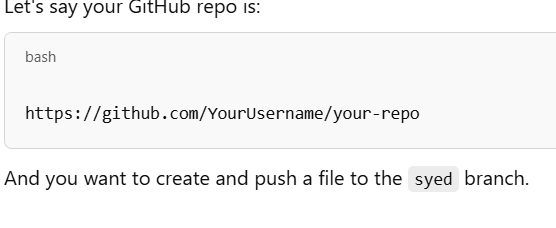 Let's say your GitHub repo is:
bash
https://github.com/YourUsername/your-repo
And you want to create and push a file to the syed branch.